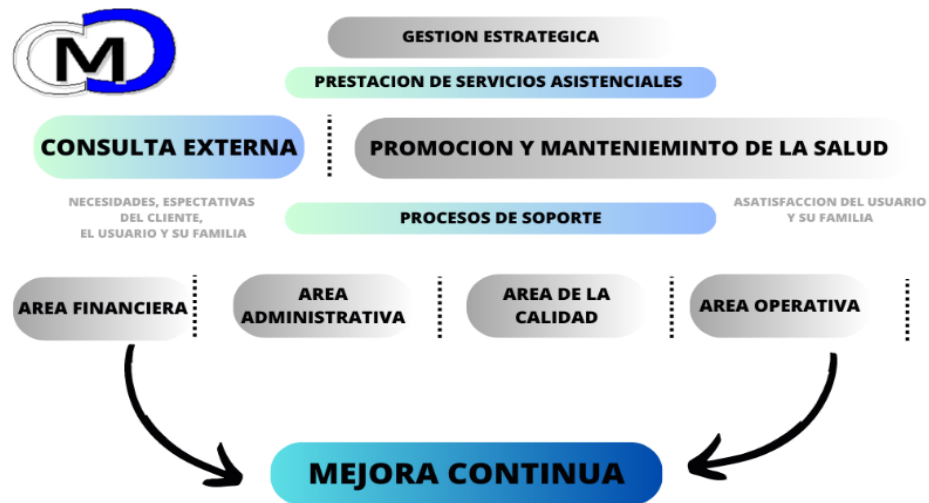 CMD
GESTION ESTRATEGICA
PRESTACION DE SERVICIOS ASISTENCIALES
CONSULTA EXTERNA
PROMOCION Y MANTENIEMINTO DE LA SALUD
NECESIDADES, ESPECTATIVAS
DEL CLIENTE,
EL USUARIO Y SU FAMILIA
PROCESOS DE SOPORTE
ASATISFACCION DEL USUARIO
Y SU FAMILIA
AREA FINANCIERA
AREA
ADMINISTRATIVA
AREA DE LA
CALIDAD
AREA OPERATIVA
MEJORA CONTINUA